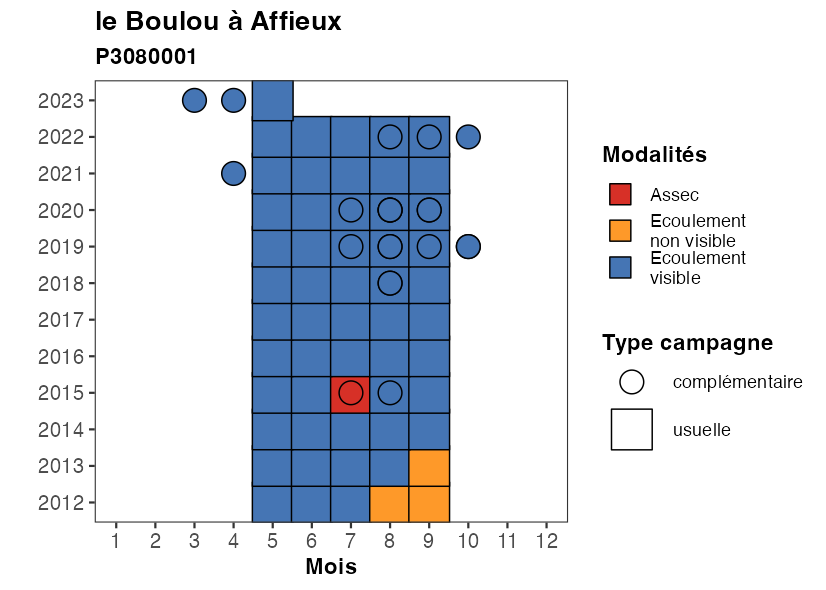 le Boulou à Affieux
P3080001
2023
2022
2021
2020
2019
2018
2017
2016
2015
2014
2013
2012
1 2 3 4 5 6 7 8 9 10 11 12
Mois
Modalités
Assec
Ecoulement
non visible
Ecoulement
visible
Type campagne
complémentaire
usuelle